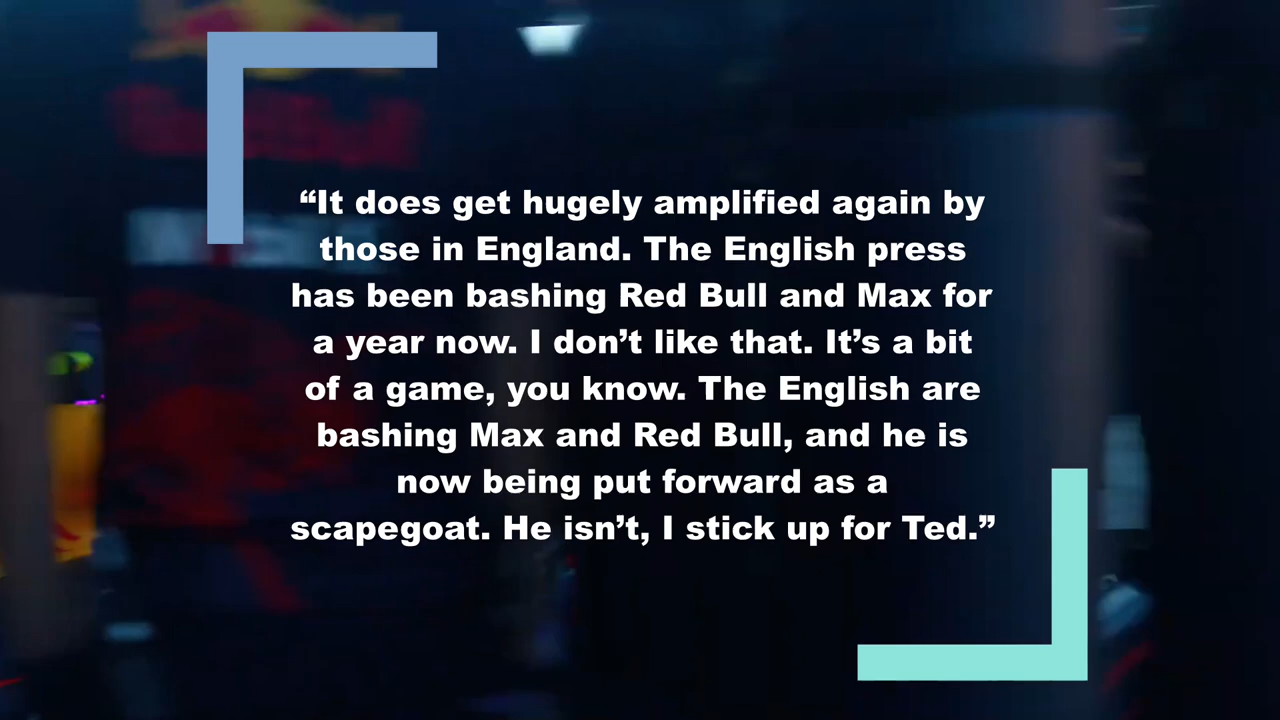 Red Bull
“It does get hugely amplified again by
those in England. The English press
has been bashing Red Bull and Max for
a year now. I don’t like that. It’s a bit
of a game, you know. The English are
bashing Max and Red Bull, and he is
now being put forward as a
scapegoat. He isn’t, I stick up for Ted.”